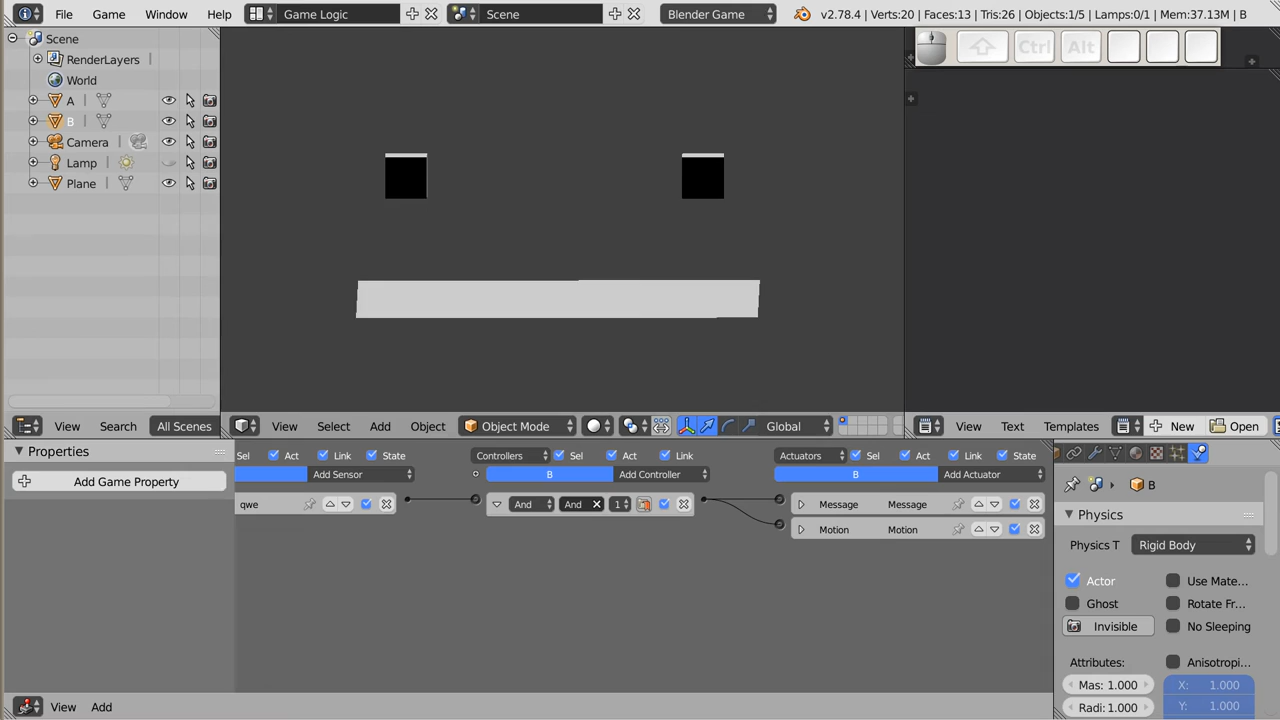 File Game Window Help Game Logic Scene Blender Game v2.78.4 | Verts:20 | Faces:13 | Tris:26 | Objects:1/5 | Lamps:0/1 | Mem:37.13M | B
Scene
RenderLayers
World
A
B
Camera
Lamp
Plane
Ctrl Alt
View Search All Scenes
View Select Add Object Object Mode Global
View Text Templates New Open
Properties
Add Game Property
Sel Act Link State
Add Sensor
qwe
Controllers Sel Act Link
B Add Controller
And And 1
Actuators Sel Act Link State
B Add Actuator
Message Message
Motion Motion
B
Physics
Physics T Rigid Body
Actor Use Mate...
Ghost Rotate Fr...
Invisible No Sleeping
Attributes: Anisotropi...
Mas: 1.000 X: 1.000
Radi: 1.000 Y: 1.000
View Add